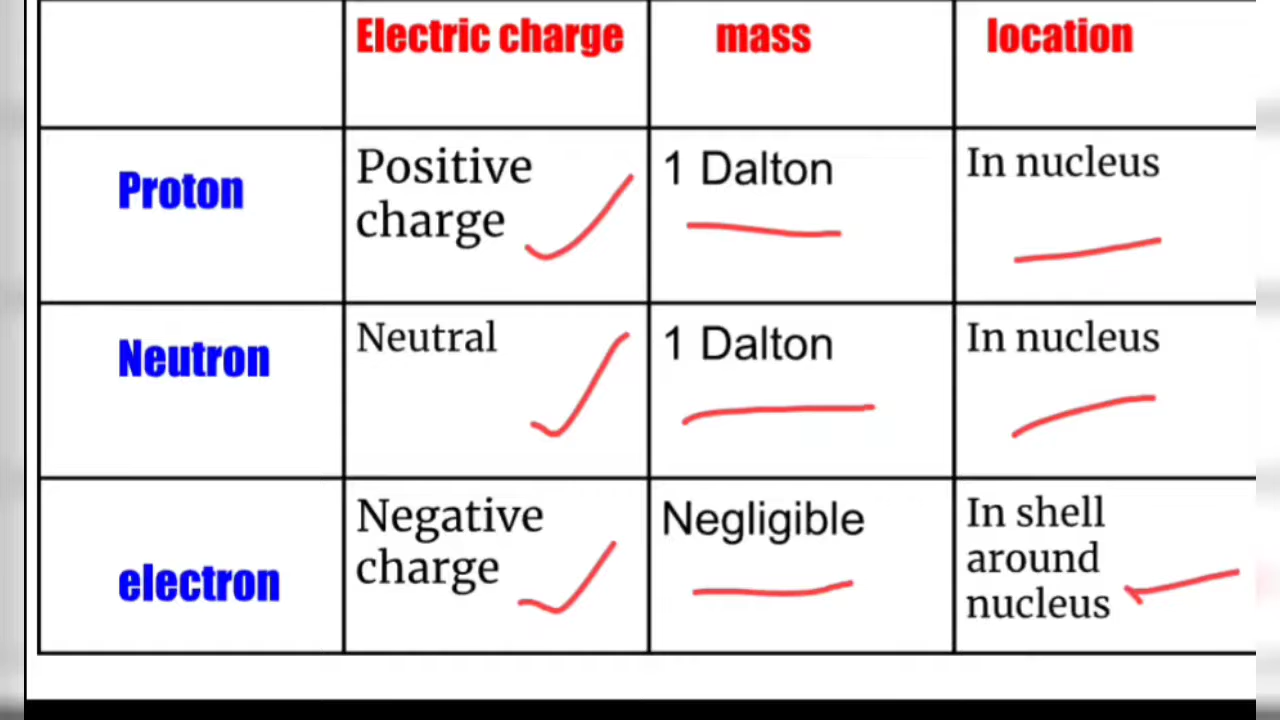 Electric charge mass location
Proton Positive charge 1 Dalton In nucleus
Neutron Neutral 1 Dalton In nucleus
electron Negative charge Negligible In shell around nucleus